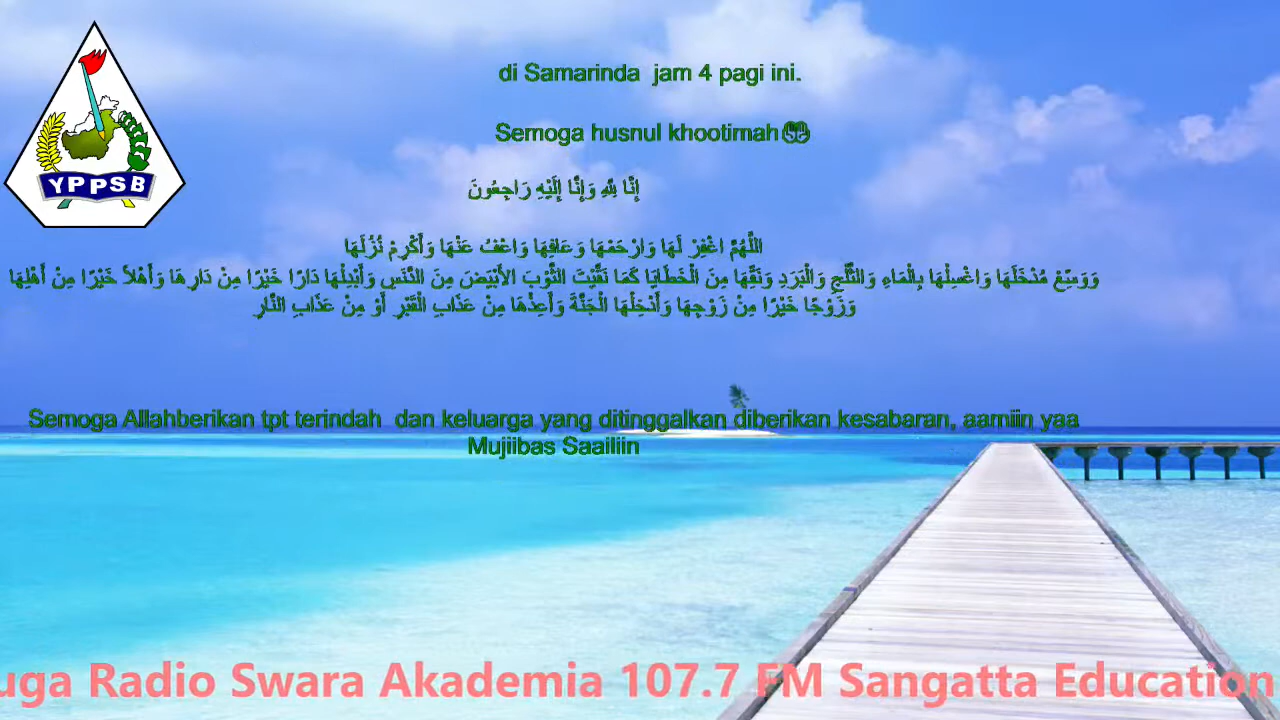 YPPSB
di Samarinda jam 4 pagi ini.
Semoga husnul khootimah
إِنَّا لِلَّهِ وَإِنَّا إِلَيْهِ رَاجِعُونَ
اللَّهُمَّ اغْفِرْ لَهَا وَارْحَمْهَا وَعَافِهَا وَاعْفُ عَنْهَا وَأَكْرِمْ نُزُلَهَا
وَوَسِّعْ مُدْخَلَهَا وَاغْسِلْهَا بِالْمَاءِ وَالثَّلْجِ وَالْبَرَدِ وَنَقِّهَا مِنَ الْخَطَايَا كَمَا نَقَّيْتَ الثَّوْبَ الأَبْيَضَ مِنَ الدَّنَسِ وَأَبْدِلْهَا دَارًا خَيْرًا مِنْ دَارِهَا وَأَهْلاً خَيْرًا مِنْ أَهْلِهَا
وَزَوْجًا خَيْرًا مِنْ زَوْجِهَا وَأَدْخِلْهَا الْجَنَّةَ وَأَعِذْهَا مِنْ عَذَابِ الْقَبْرِ أَوْ مِنْ عَذَابِ النَّارِ
Semoga Allahberikan tpt terindah dan keluarga yang ditinggalkan diberikan kesabaran, aamiin yaa
Mujiibas Saailiin
uga Radio Swara Akademia 107.7 FM Sangatta Education